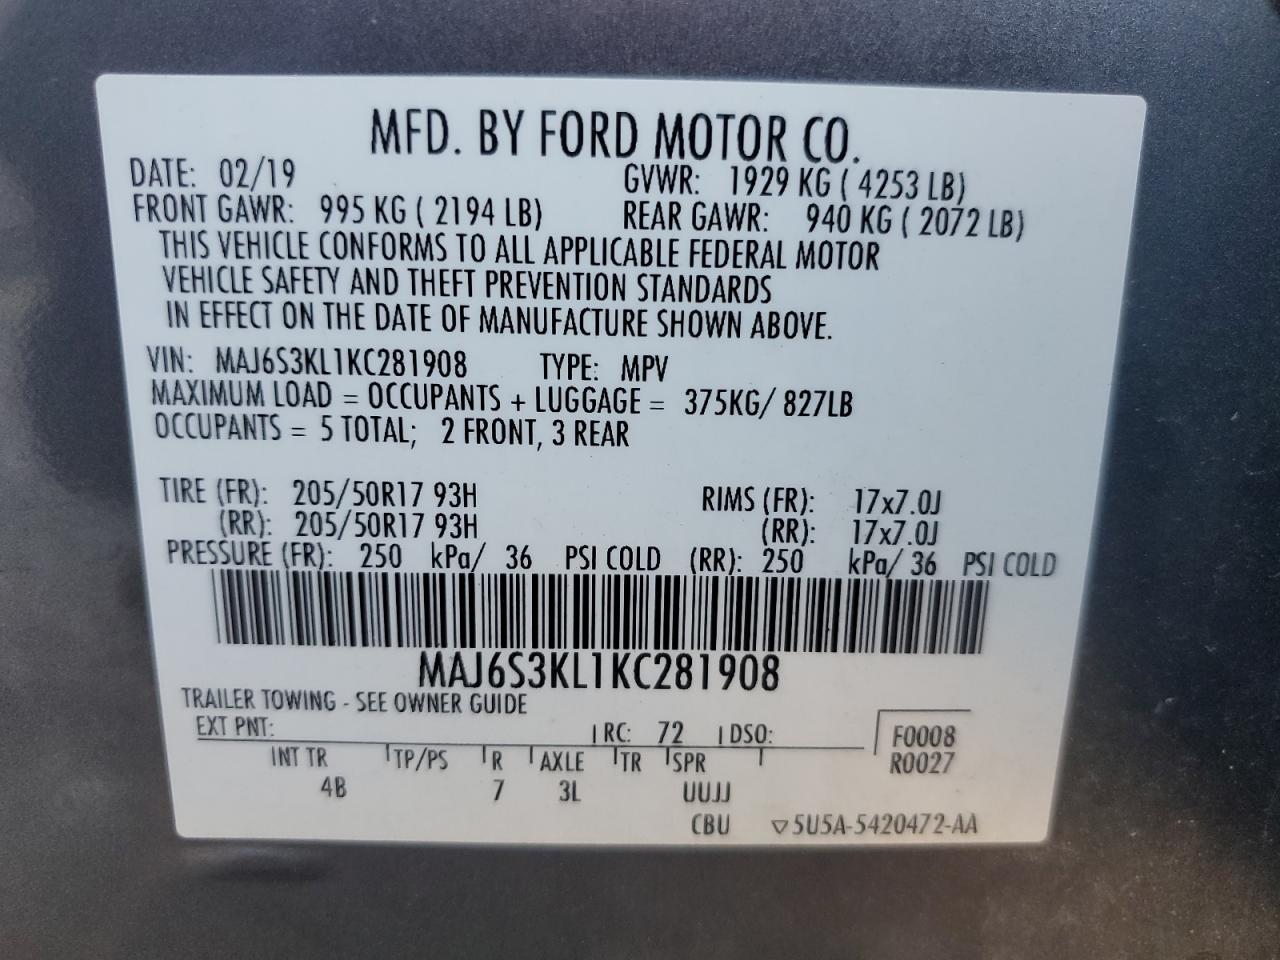 MFD. BY FORD MOTOR CO.
DATE: 02/19 GVWR: 1929 KG ( 4253 LB)
FRONT GAWR: 995 KG ( 2194 LB) REAR GAWR: 940 KG ( 2072 LB)
THIS VEHICLE CONFORMS TO ALL APPLICABLE FEDERAL MOTOR
VEHICLE SAFETY AND THEFT PREVENTION STANDARDS
IN EFFECT ON THE DATE OF MANUFACTURE SHOWN ABOVE.
VIN: MAJ6S3KL1KC281908 TYPE: MPV
MAXIMUM LOAD = OCCUPANTS + LUGGAGE = 375KG/ 827LB
OCCUPANTS = 5 TOTAL; 2 FRONT, 3 REAR
TIRE (FR): 205/50R17 93H RIMS (FR): 17x7.0J
(RR): 205/50R17 93H (RR): 17x7.0J
PRESSURE (FR): 250 kPa/ 36 PSI COLD (RR): 250 kPa/ 36 PSI COLD
MAJ6S3KL1KC281908
TRAILER TOWING - SEE OWNER GUIDE
EXT PNT: RC: 72 DSO: F0008
INT TR TP/PS R AXLE TR SPR R0027
4B 7 3L UUJJ
CBU ▽5U5A-5420472-AA